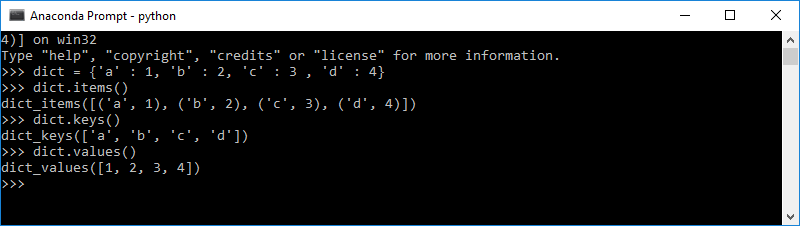 Anaconda Prompt - python
4)] on win32
Type "help", "copyright", "credits" or "license" for more information.
>>> dict = {'a' : 1, 'b' : 2, 'c' : 3 , 'd' : 4}
>>> dict.items()
dict_items([('a', 1), ('b', 2), ('c', 3), ('d', 4)])
>>> dict.keys()
dict_keys(['a', 'b', 'c', 'd'])
>>> dict.values()
dict_values([1, 2, 3, 4])
>>>